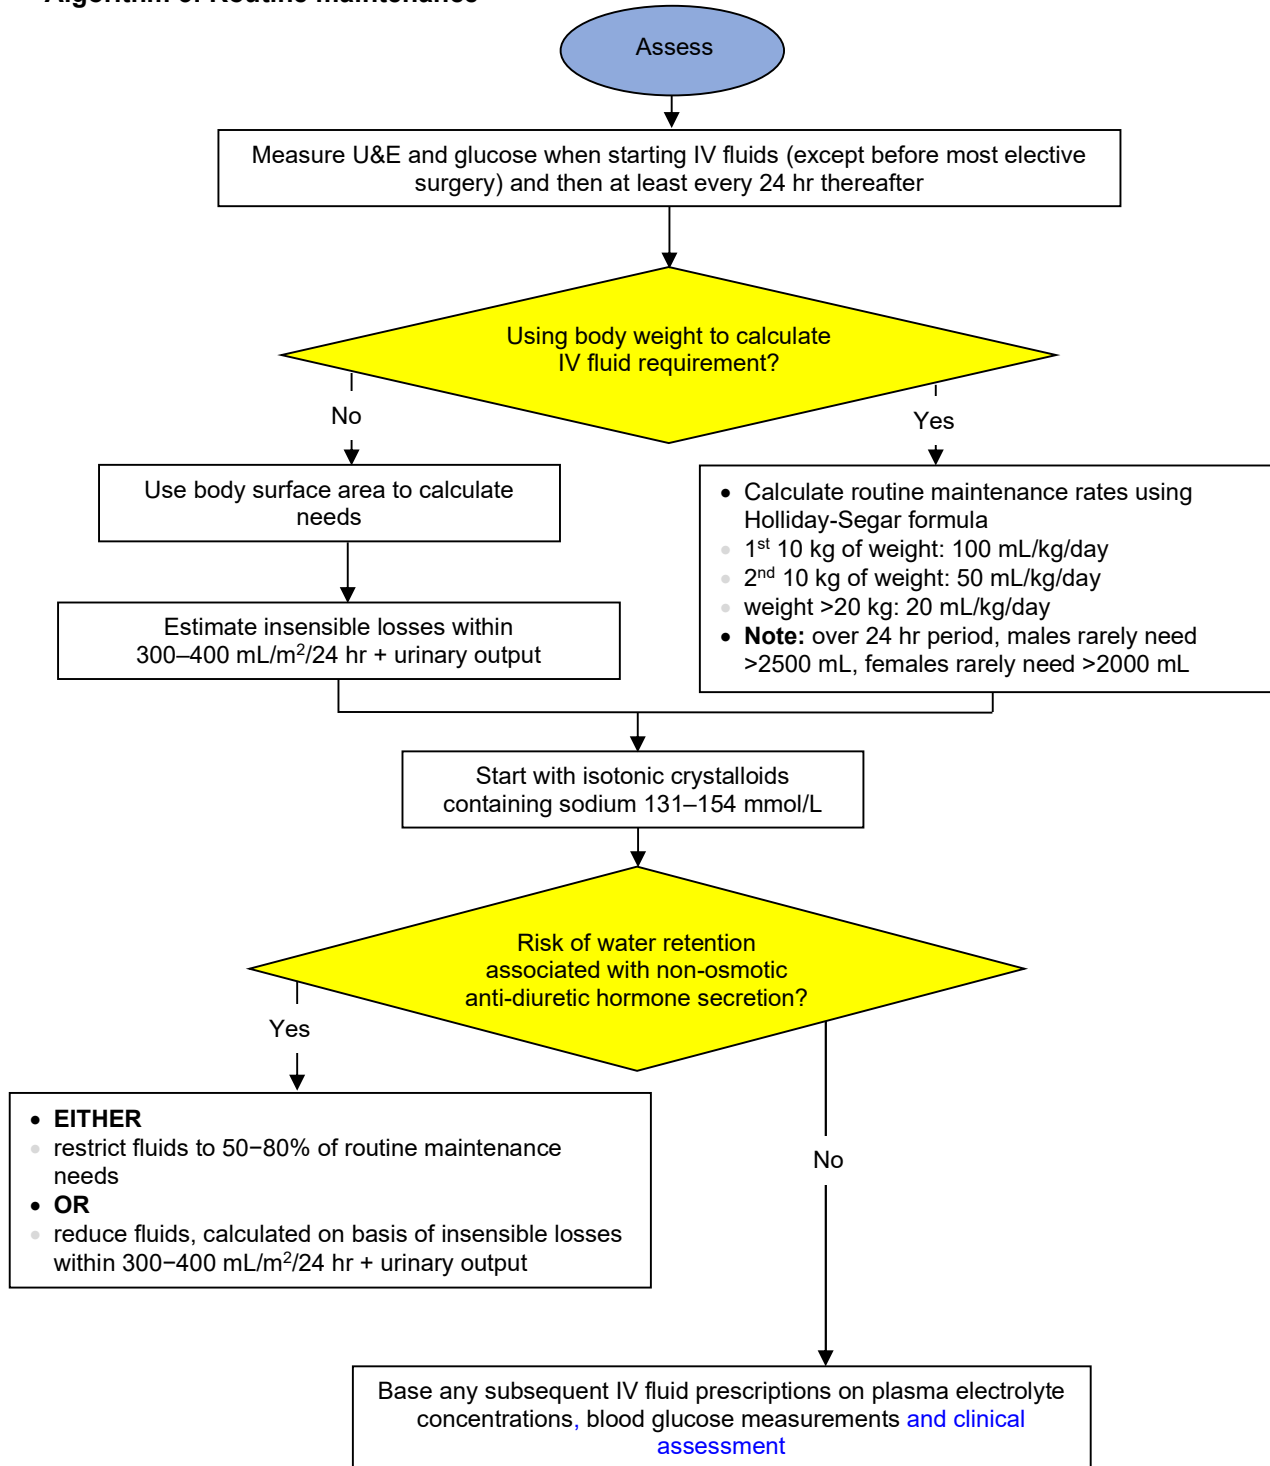 Algorithm of Routine Maintenance
Assess
Measure U&E and glucose when starting IV fluids (except before most elective
surgery) and then at least every 24 hr thereafter
Using body weight to calculate
IV fluid requirement?
No
Yes
Use body surface area to calculate
needs
Estimate insensible losses within
300–400 mL/m²/24 hr + urinary output
• Calculate routine maintenance rates using
Holliday-Segar formula
• 1st 10 kg of weight: 100 mL/kg/day
• 2nd 10 kg of weight: 50 mL/kg/day
• weight >20 kg: 20 mL/kg/day
• Note: over 24 hr period, males rarely need
>2500 mL, females rarely need >2000 mL
Start with isotonic crystalloids
containing sodium 131–154 mmol/L
Risk of water retention
associated with non-osmotic
anti-diuretic hormone secretion?
Yes
No
• EITHER
• restrict fluids to 50−80% of routine maintenance
needs
• OR
• reduce fluids, calculated on basis of insensible losses
within 300−400 mL/m²/24 hr + urinary output
Base any subsequent IV fluid prescriptions on plasma electrolyte
concentrations, blood glucose measurements and clinical
assessment